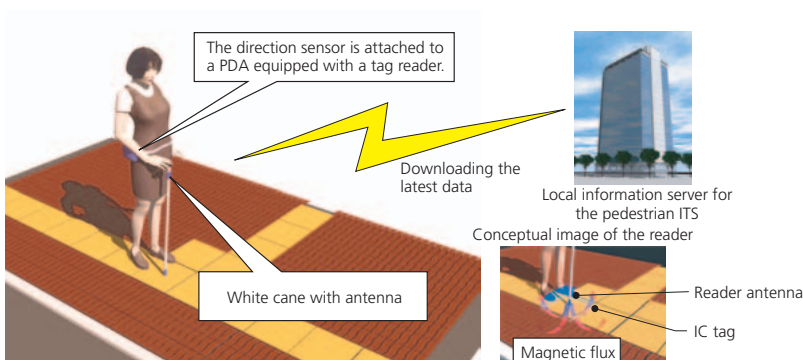 The direction sensor is attached to
a PDA equipped with a tag reader.
Downloading the
latest data
Local information server for
the pedestrian ITS
Conceptual image of the reader
White cane with antenna
Reader antenna
IC tag
Magnetic flux